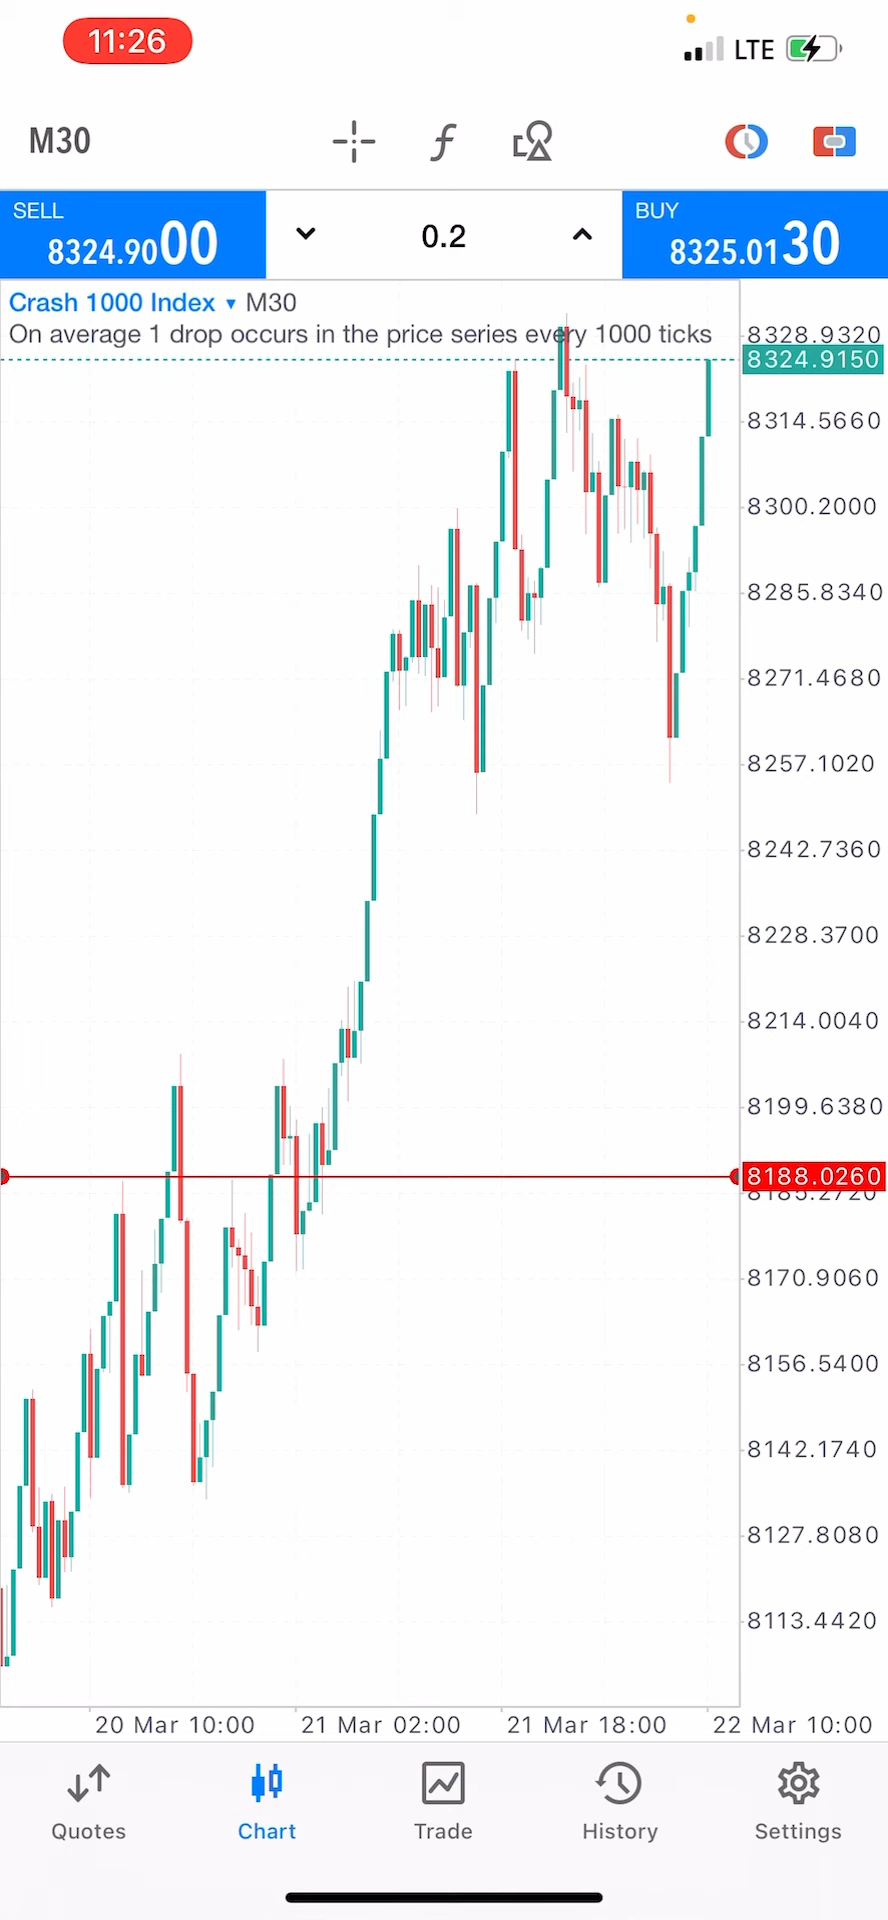 11:26
LTE
M30
SELL
8324.9000
0.2
BUY
8325.0130
Crash 1000 Index ▾ M30
On average 1 drop occurs in the price series every 1000 ticks
8328.9320
8324.9150
8314.5660
8300.2000
8285.8340
8271.4680
8257.1020
8242.7360
8228.3700
8214.0040
8199.6380
8188.0260
8185.2720
8170.9060
8156.5400
8142.1740
8127.8080
8113.4420
20 Mar 10:00 21 Mar 02:00 21 Mar 18:00 22 Mar 10:00
Quotes Chart Trade History Settings